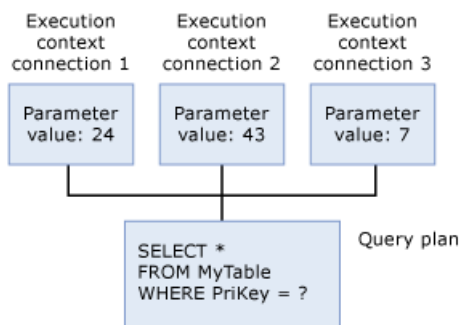 Execution
context
connection 1
Execution
context
connection 2
Execution
context
connection 3
Parameter
value: 24
Parameter
value: 43
Parameter
value: 7
SELECT *
FROM MyTable
WHERE PriKey = ?
Query plan